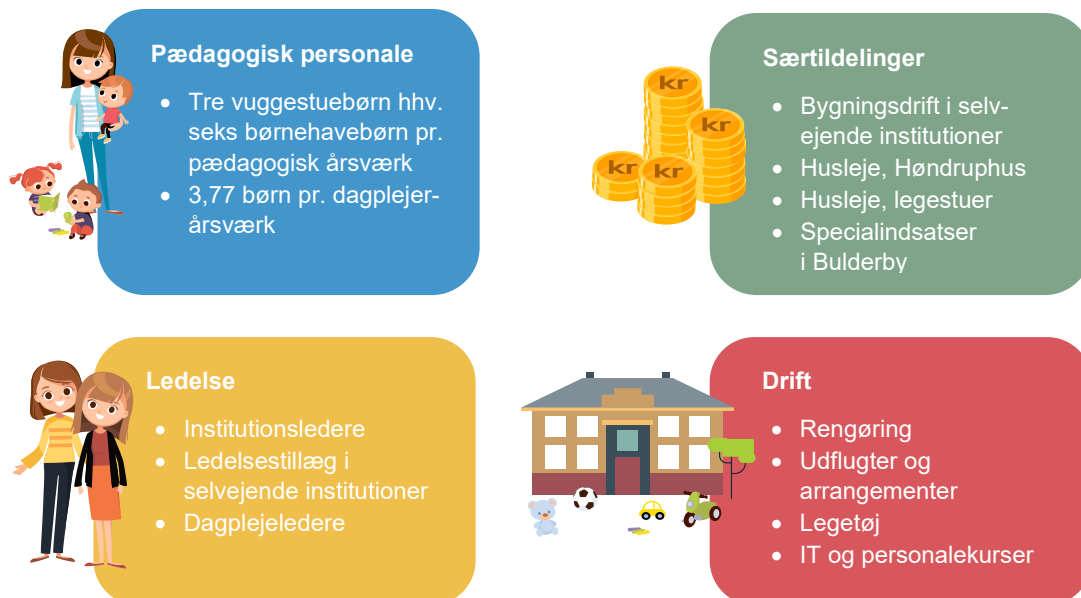 Pædagogisk personale
• Tre vuggestuebørn hhv.
seks børnehavebørn pr.
pædagogisk årsværk
• 3,77 børn pr. dagplejer-
årsværk
kr
kr
kr
kr
Særtildelinger
• Bygningsdrift i selv-
ejende institutioner
• Husleje, Høndruphus
• Husleje, legestuer
• Specialindsatser
i Bulderby
Ledelse
• Institutionsledere
• Ledelsestillæg i
selvejende institutioner
• Dagplejeledere
Drift
• Rengøring
• Udflugter og
arrangementer
• Legetøj
• IT og personalekurser